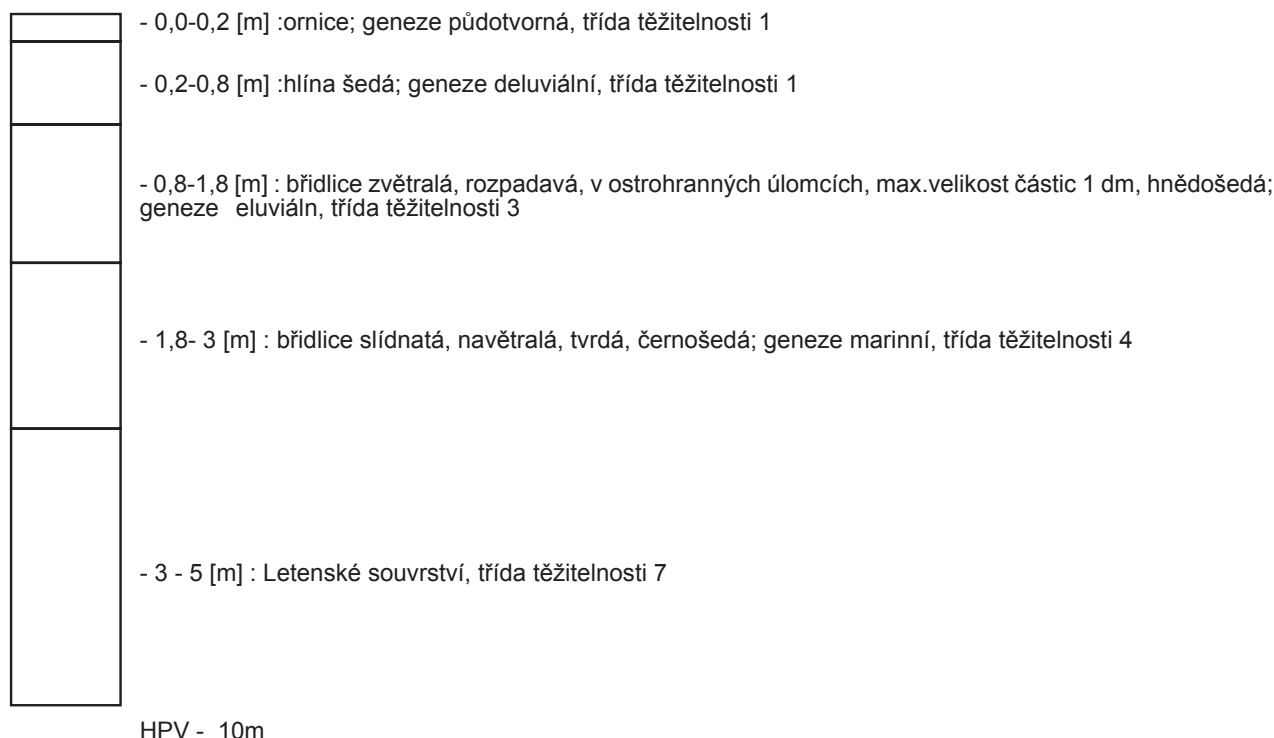 - 0,0-0,2 [m] :ornice; geneze půdotvorná, třída těžitelnosti 1
- 0,2-0,8 [m] :hlína šedá; geneze deluviální, třída těžitelnosti 1
- 0,8-1,8 [m] : břidlice zvětralá, rozpadavá, v ostrohranných úlomcích, max.velikost částic 1 dm, hnědošedá;
geneze eluviáln, třída těžitelnosti 3
- 1,8- 3 [m] : břidlice slídnatá, navětralá, tvrdá, černošedá; geneze marinní, třída těžitelnosti 4
- 3 - 5 [m] : Letenské souvrství, třída těžitelnosti 7
HPV - 10m